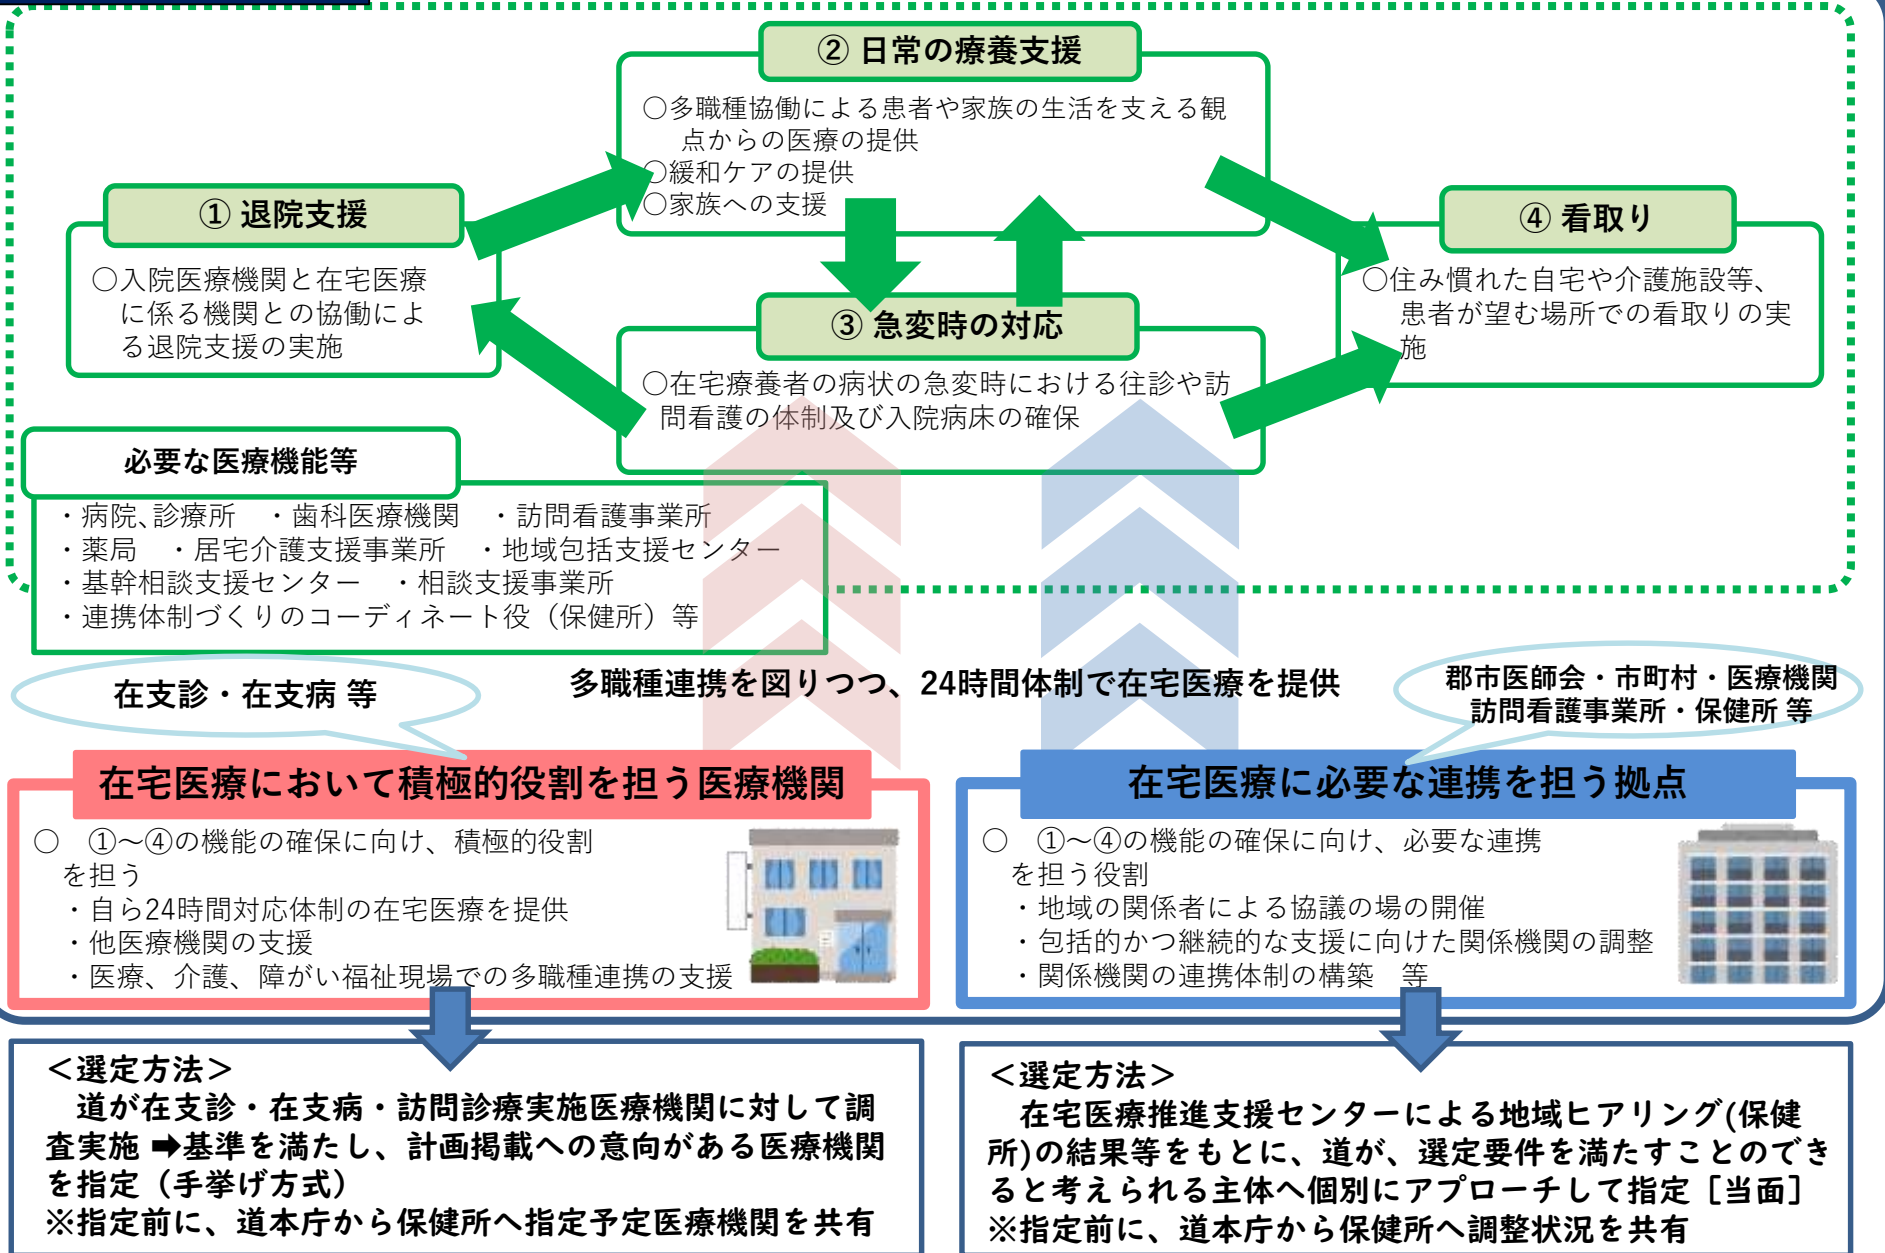 ② 日常の療養支援
○多職種協働による患者や家族の生活を支える観
点からの医療の提供
○緩和ケアの提供
○家族への支援
① 退院支援
○入院医療機関と在宅医療
に係る機関との協働によ
る退院支援の実施
④ 看取り
○住み慣れた自宅や介護施設等、
患者が望む場所での看取りの実
施
③ 急変時の対応
○在宅療養者の病状の急変時における往診や訪
問看護の体制及び入院病床の確保
必要な医療機能等
・病院、診療所　・歯科医療機関　・訪問看護事業所
・薬局　・居宅介護支援事業所　・地域包括支援センター
・基幹相談支援センター　・相談支援事業所
・連携体制づくりのコーディネート役（保健所）等
多職種連携を図りつつ、24時間体制で在宅医療を提供
在支診・在支病 等
郡市医師会・市町村・医療機関
訪問看護事業所・保健所 等
在宅医療において積極的役割を担う医療機関
○　①～④の機能の確保に向け、積極的役割
を担う
・自ら24時間対応体制の在宅医療を提供
・他医療機関の支援
・医療、介護、障がい福祉現場での多職種連携の支援
在宅医療に必要な連携を担う拠点
○　①～④の機能の確保に向け、必要な連携
を担う役割
・地域の関係者による協議の場の開催
・包括的かつ継続的な支援に向けた関係機関の調整
・関係機関の連携体制の構築　等
＜選定方法＞
道が在支診・在支病・訪問診療実施医療機関に対して調
査実施 ➡基準を満たし、計画掲載への意向がある医療機関
を指定（手挙げ方式）
※指定前に、道本庁から保健所へ指定予定医療機関を共有
＜選定方法＞
在宅医療推進支援センターによる地域ヒアリング(保健
所)の結果等をもとに、道が、選定要件を満たすことのでき
ると考えられる主体へ個別にアプローチして指定［当面］
※指定前に、道本庁から保健所へ調整状況を共有